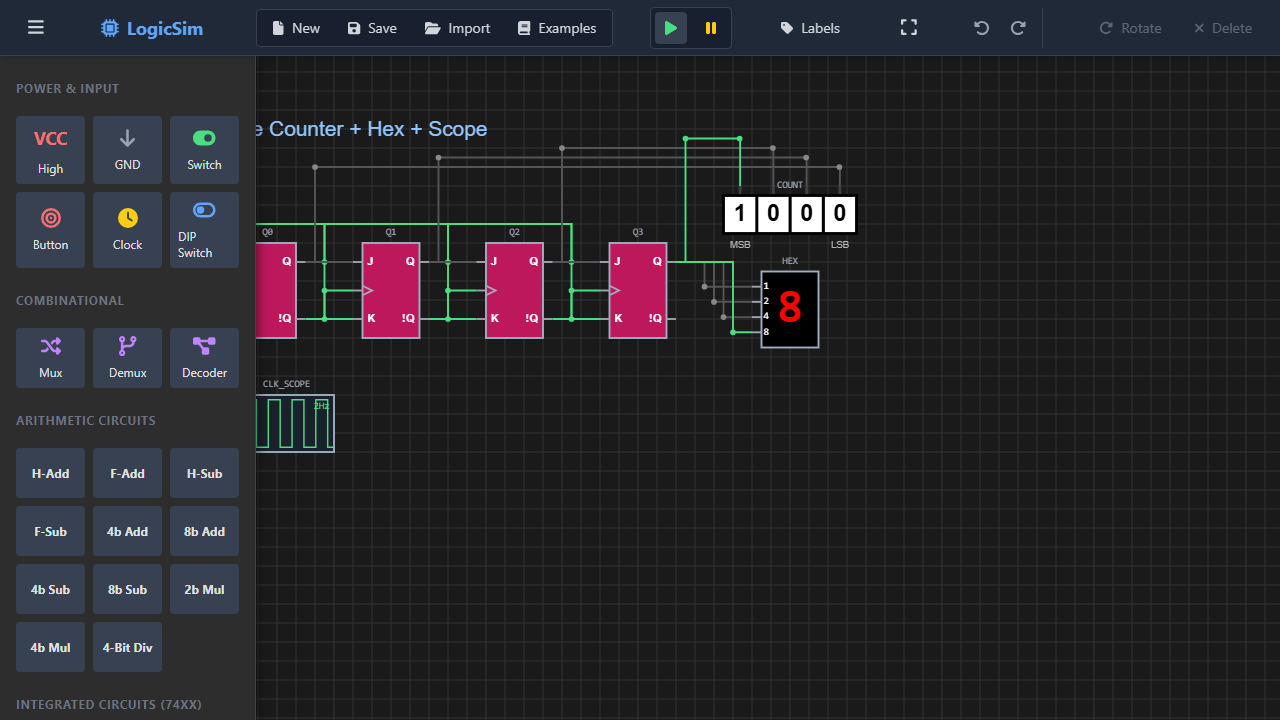 LogicSim
New
Save
Import
Examples
Labels
Rotate
Delete
POWER & INPUT
VCC
High
GND
Switch
Button
Clock
DIP
Switch
COMBINATIONAL
Mux
Demux
Decoder
ARITHMETIC CIRCUITS
H-Add
F-Add
H-Sub
F-Sub
4b Add
8b Add
4b Sub
8b Sub
2b Mul
4b Mul
4-Bit Div
INTEGRATED CIRCUITS (74XX)
e Counter + Hex + Scope
COUNT
1 0 0 0
MSB
LSB
Q0
Q
!Q
Q1
J
Q
K
!Q
Q2
J
Q
K
!Q
Q3
J
Q
K
!Q
HEX
1
2
4
8
8
CLK_SCOPE
2Hz